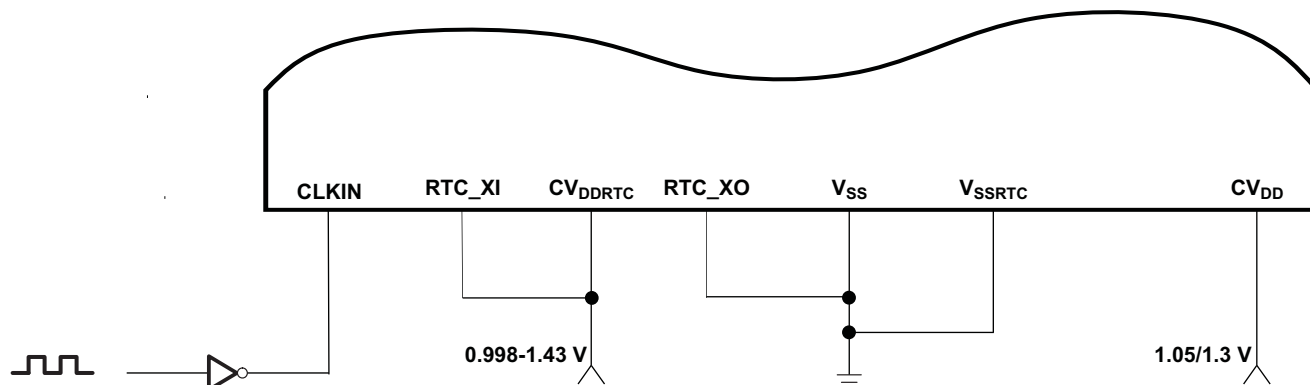 CLKIN RTC_XI CVDDRTC RTC_XO VSS VSSRTC CVDD
0.998-1.43 V 1.05/1.3 V